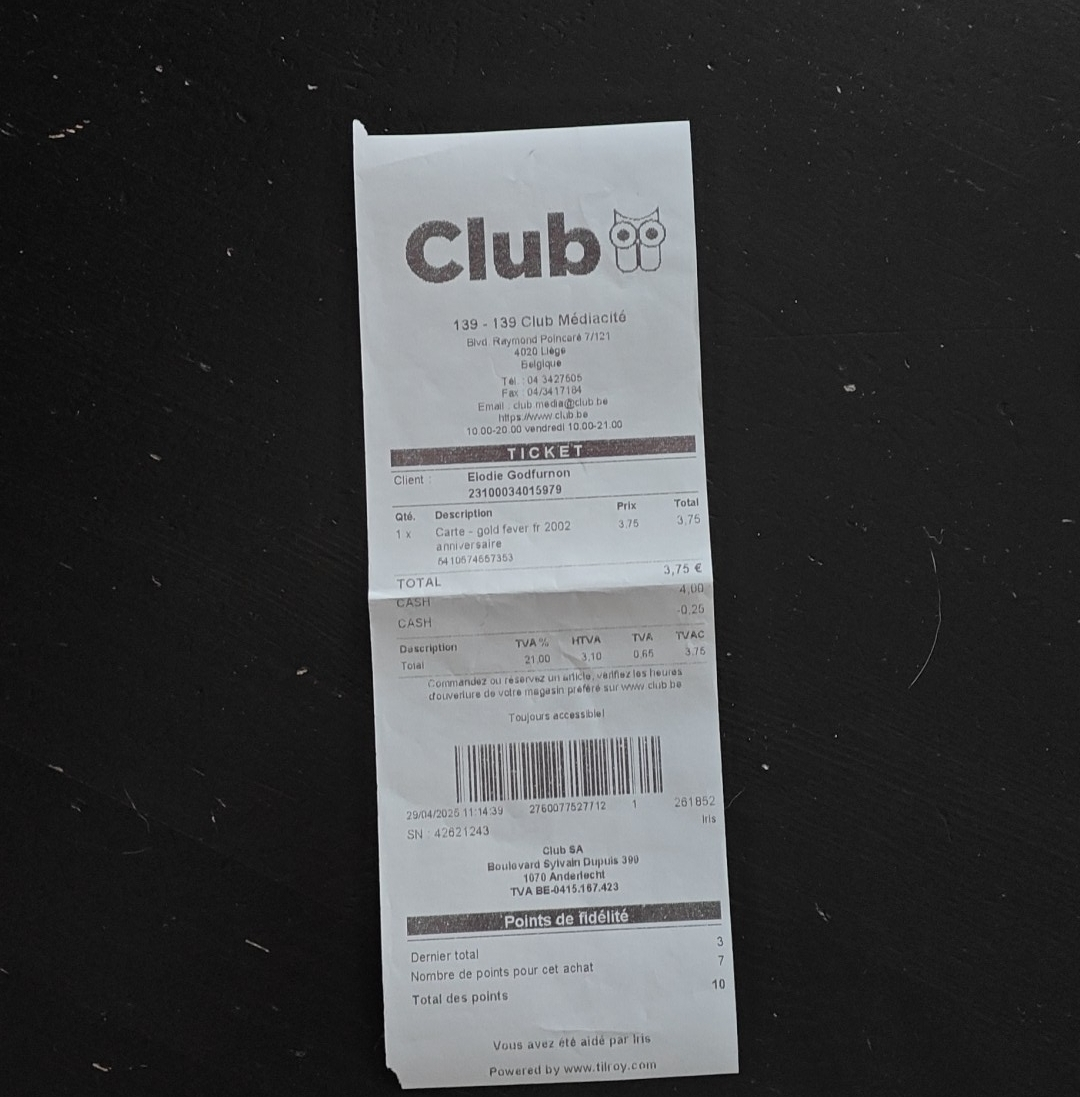 Club
139 - 139 Club Médiacité
Blvd. Raymond Poincaré 7/121
4020 Liège
Belgique
Tél. : 04 3427606
Fax : 04/3417184
Email : club.media@club.be
https://www.club.be
10.00-20.00 vendredi 10.00-21.00
TICKET
Client : Elodie Godfurnon
23100034015979
Qté. Description Prix Total
1 x Carte - gold fever fr 2002 3.75 3,75
anniversaire
5410574557353
TOTAL 3,75 €
CASH 4,00
CASH -0,25
Description TVA % HTVA TVA TVAC
Total 21,00 3,10 0,65 3,75
Commandez ou réservez un article, vérifiez les heures
d'ouverture de votre magasin préféré sur www.club.be
Toujours accessible!
29/04/2025 11:14:39 2760077527712 1 261852
SN : 42621243 Iris
Club SA
Boulevard Sylvain Dupuis 399
1070 Anderlecht
TVA BE-0415.167.423
Points de fidélité
Dernier total 3
Nombre de points pour cet achat 7
Total des points 10
Vous avez été aidé par Iris
Powered by www.tilroy.com